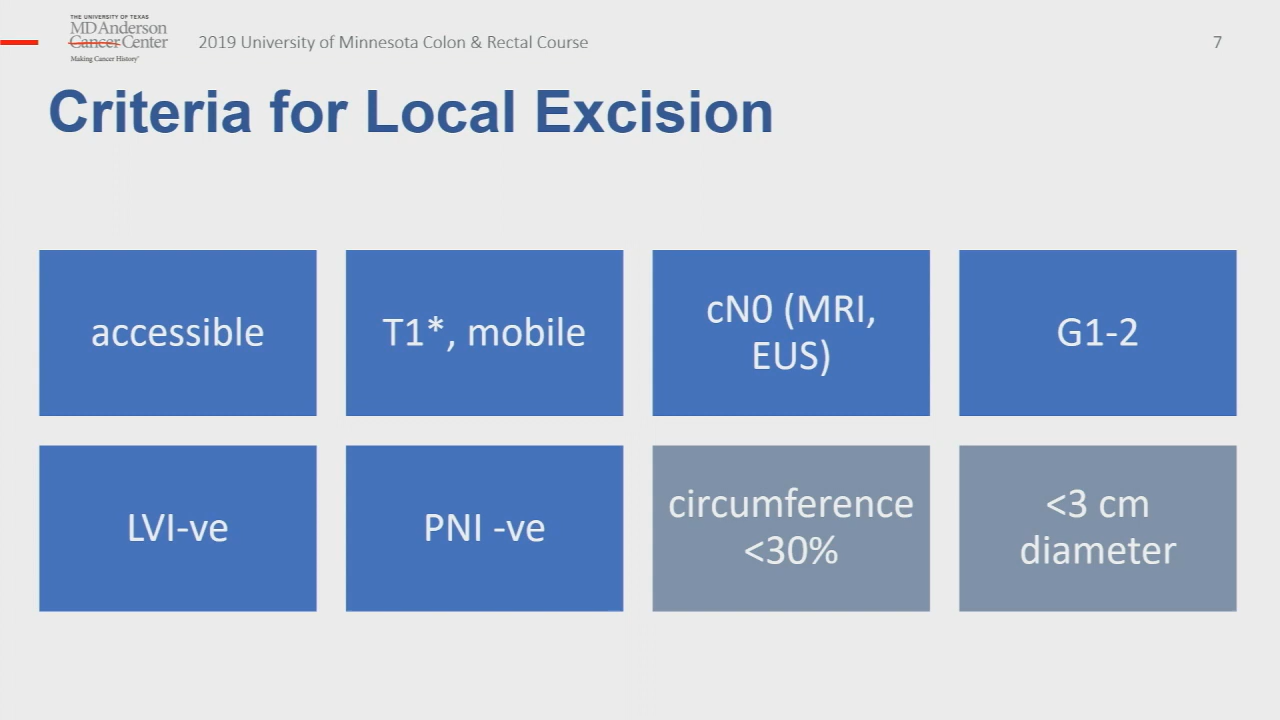 THE UNIVERSITY OF TEXAS
MD Anderson
Cancer Center
Making Cancer History®
2019 University of Minnesota Colon & Rectal Course
7
Criteria for Local Excision
accessible
T1*, mobile
cN0 (MRI,
EUS)
G1-2
LVI-ve
PNI -ve
circumference
<30%
<3 cm
diameter